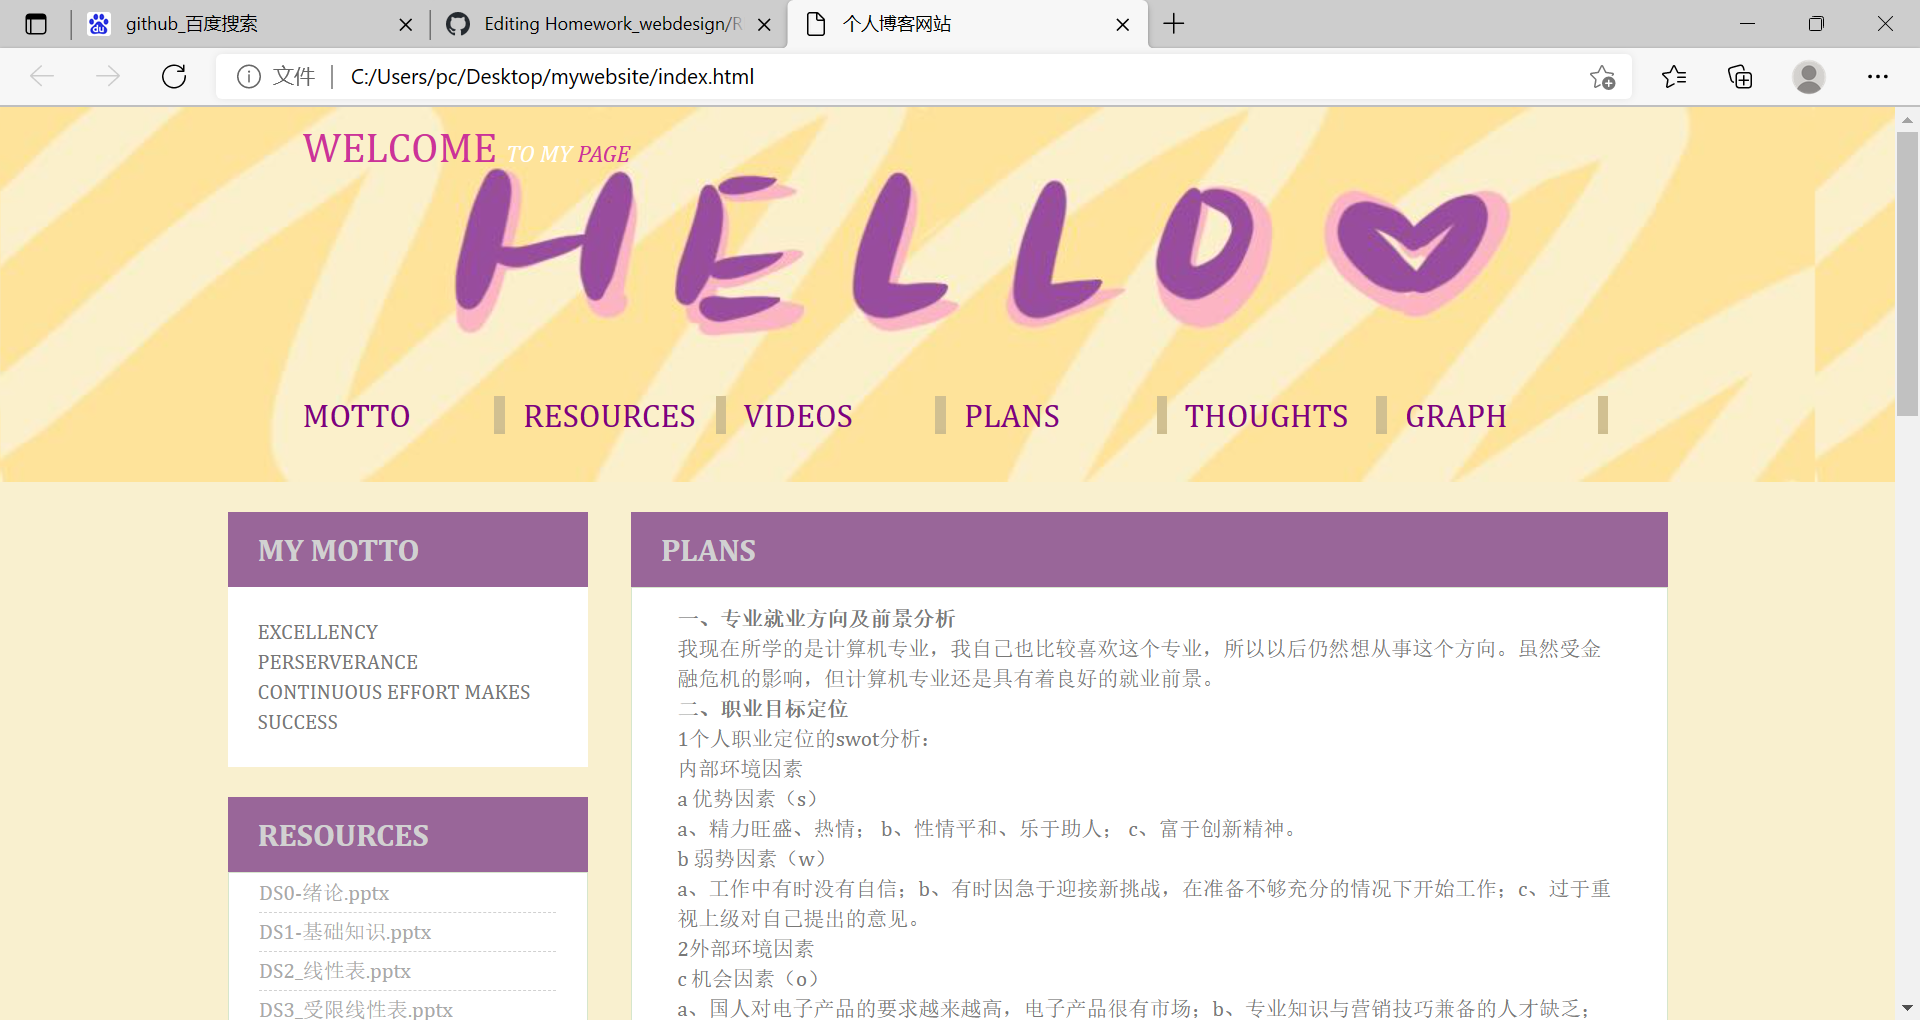 github_百度搜索
Editing Homework_webdesign/R
个人博客网站
文件
C:/Users/pc/Desktop/mywebsite/index.html
WELCOME TO MY PAGE
HELLO
MOTTO
RESOURCES
VIDEOS
PLANS
THOUGHTS
GRAPH
MY MOTTO
EXCELLENCY
PERSERVERANCE
CONTINUOUS EFFORT MAKES
SUCCESS
RESOURCES
DS0-绪论.pptx
DS1-基础知识.pptx
DS2_线性表.pptx
DS3_受限线性表.pptx
PLANS
一、专业就业方向及前景分析
我现在所学的是计算机专业，我自己也比较喜欢这个专业，所以以后仍然想从事这个方向。虽然受金
融危机的影响，但计算机专业还是具有着良好的就业前景。
二、职业目标定位
1个人职业定位的swot分析：
内部环境因素
a 优势因素（s）
a、精力旺盛、热情； b、性情平和、乐于助人； c、富于创新精神。
b 弱势因素（w）
a、工作中有时没有自信；b、有时因急于迎接新挑战，在准备不够充分的情况下开始工作；c、过于重
视上级对自己提出的意见。
2外部环境因素
c 机会因素（o）
a、国人对电子产品的要求越来越高，电子产品很有市场；b、专业知识与营销技巧兼备的人才缺乏；